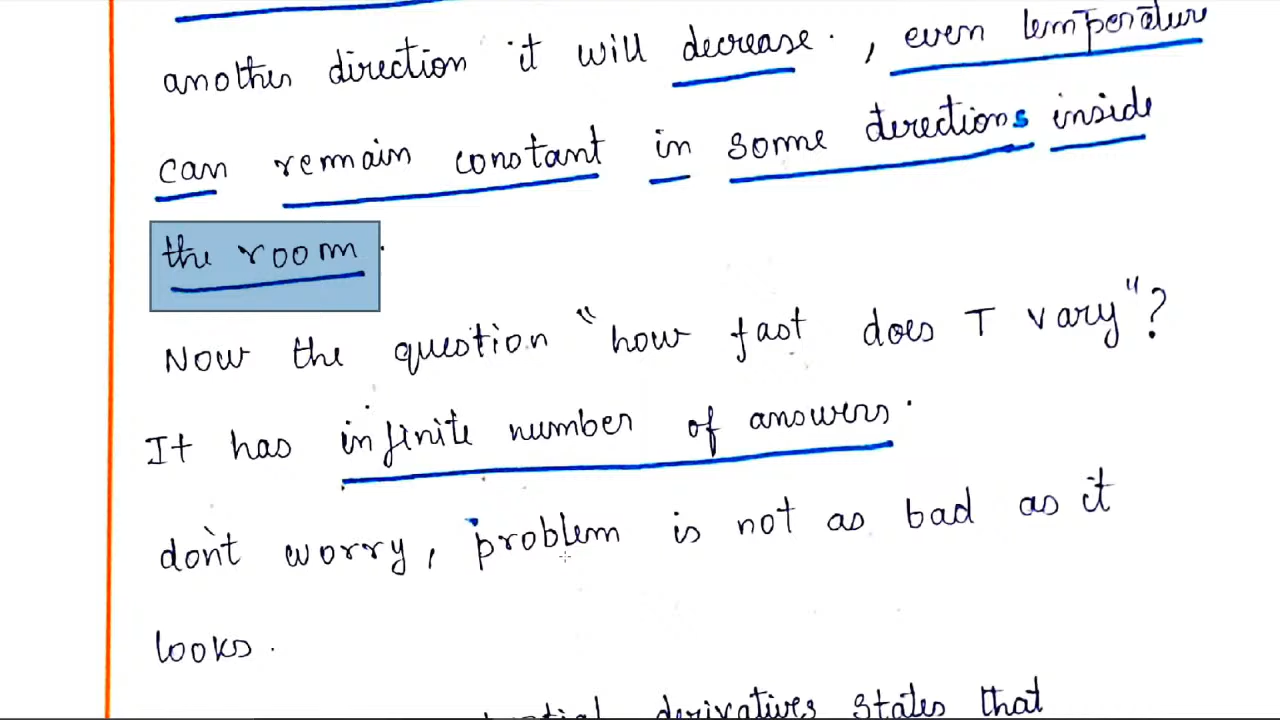 another direction it will decrease. , even temperatur
can remain constant in some directions inside
the room.
Now the question "how fast does T vary"?
It has infinite number of answers.
don't worry, problem is not as bad as it
looks.
derivatives states that